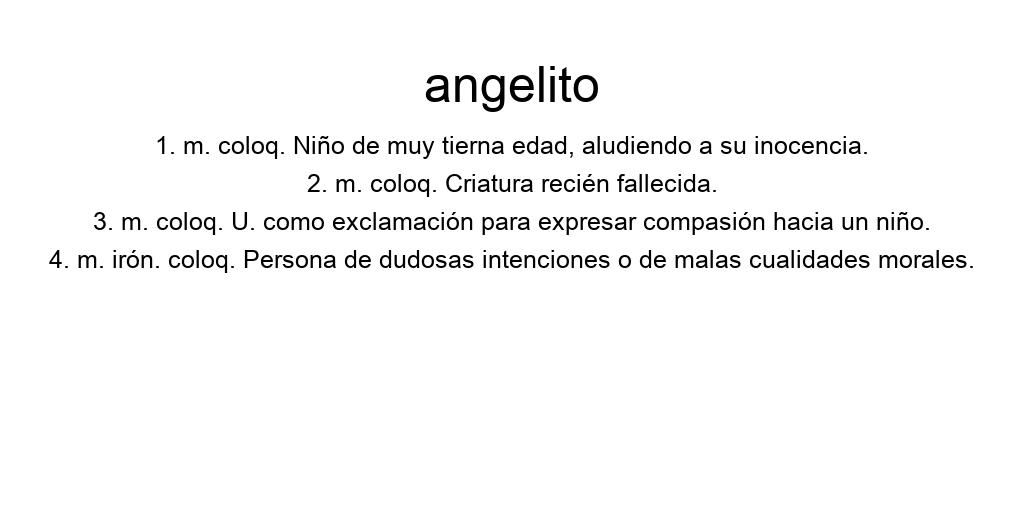 angelito
1. m. coloq. Niño de muy tierna edad, aludiendo a su inocencia.
2. m. coloq. Criatura recién fallecida.
3. m. coloq. U. como exclamación para expresar compasión hacia un niño.
4. m. irón. coloq. Persona de dudosas intenciones o de malas cualidades morales.